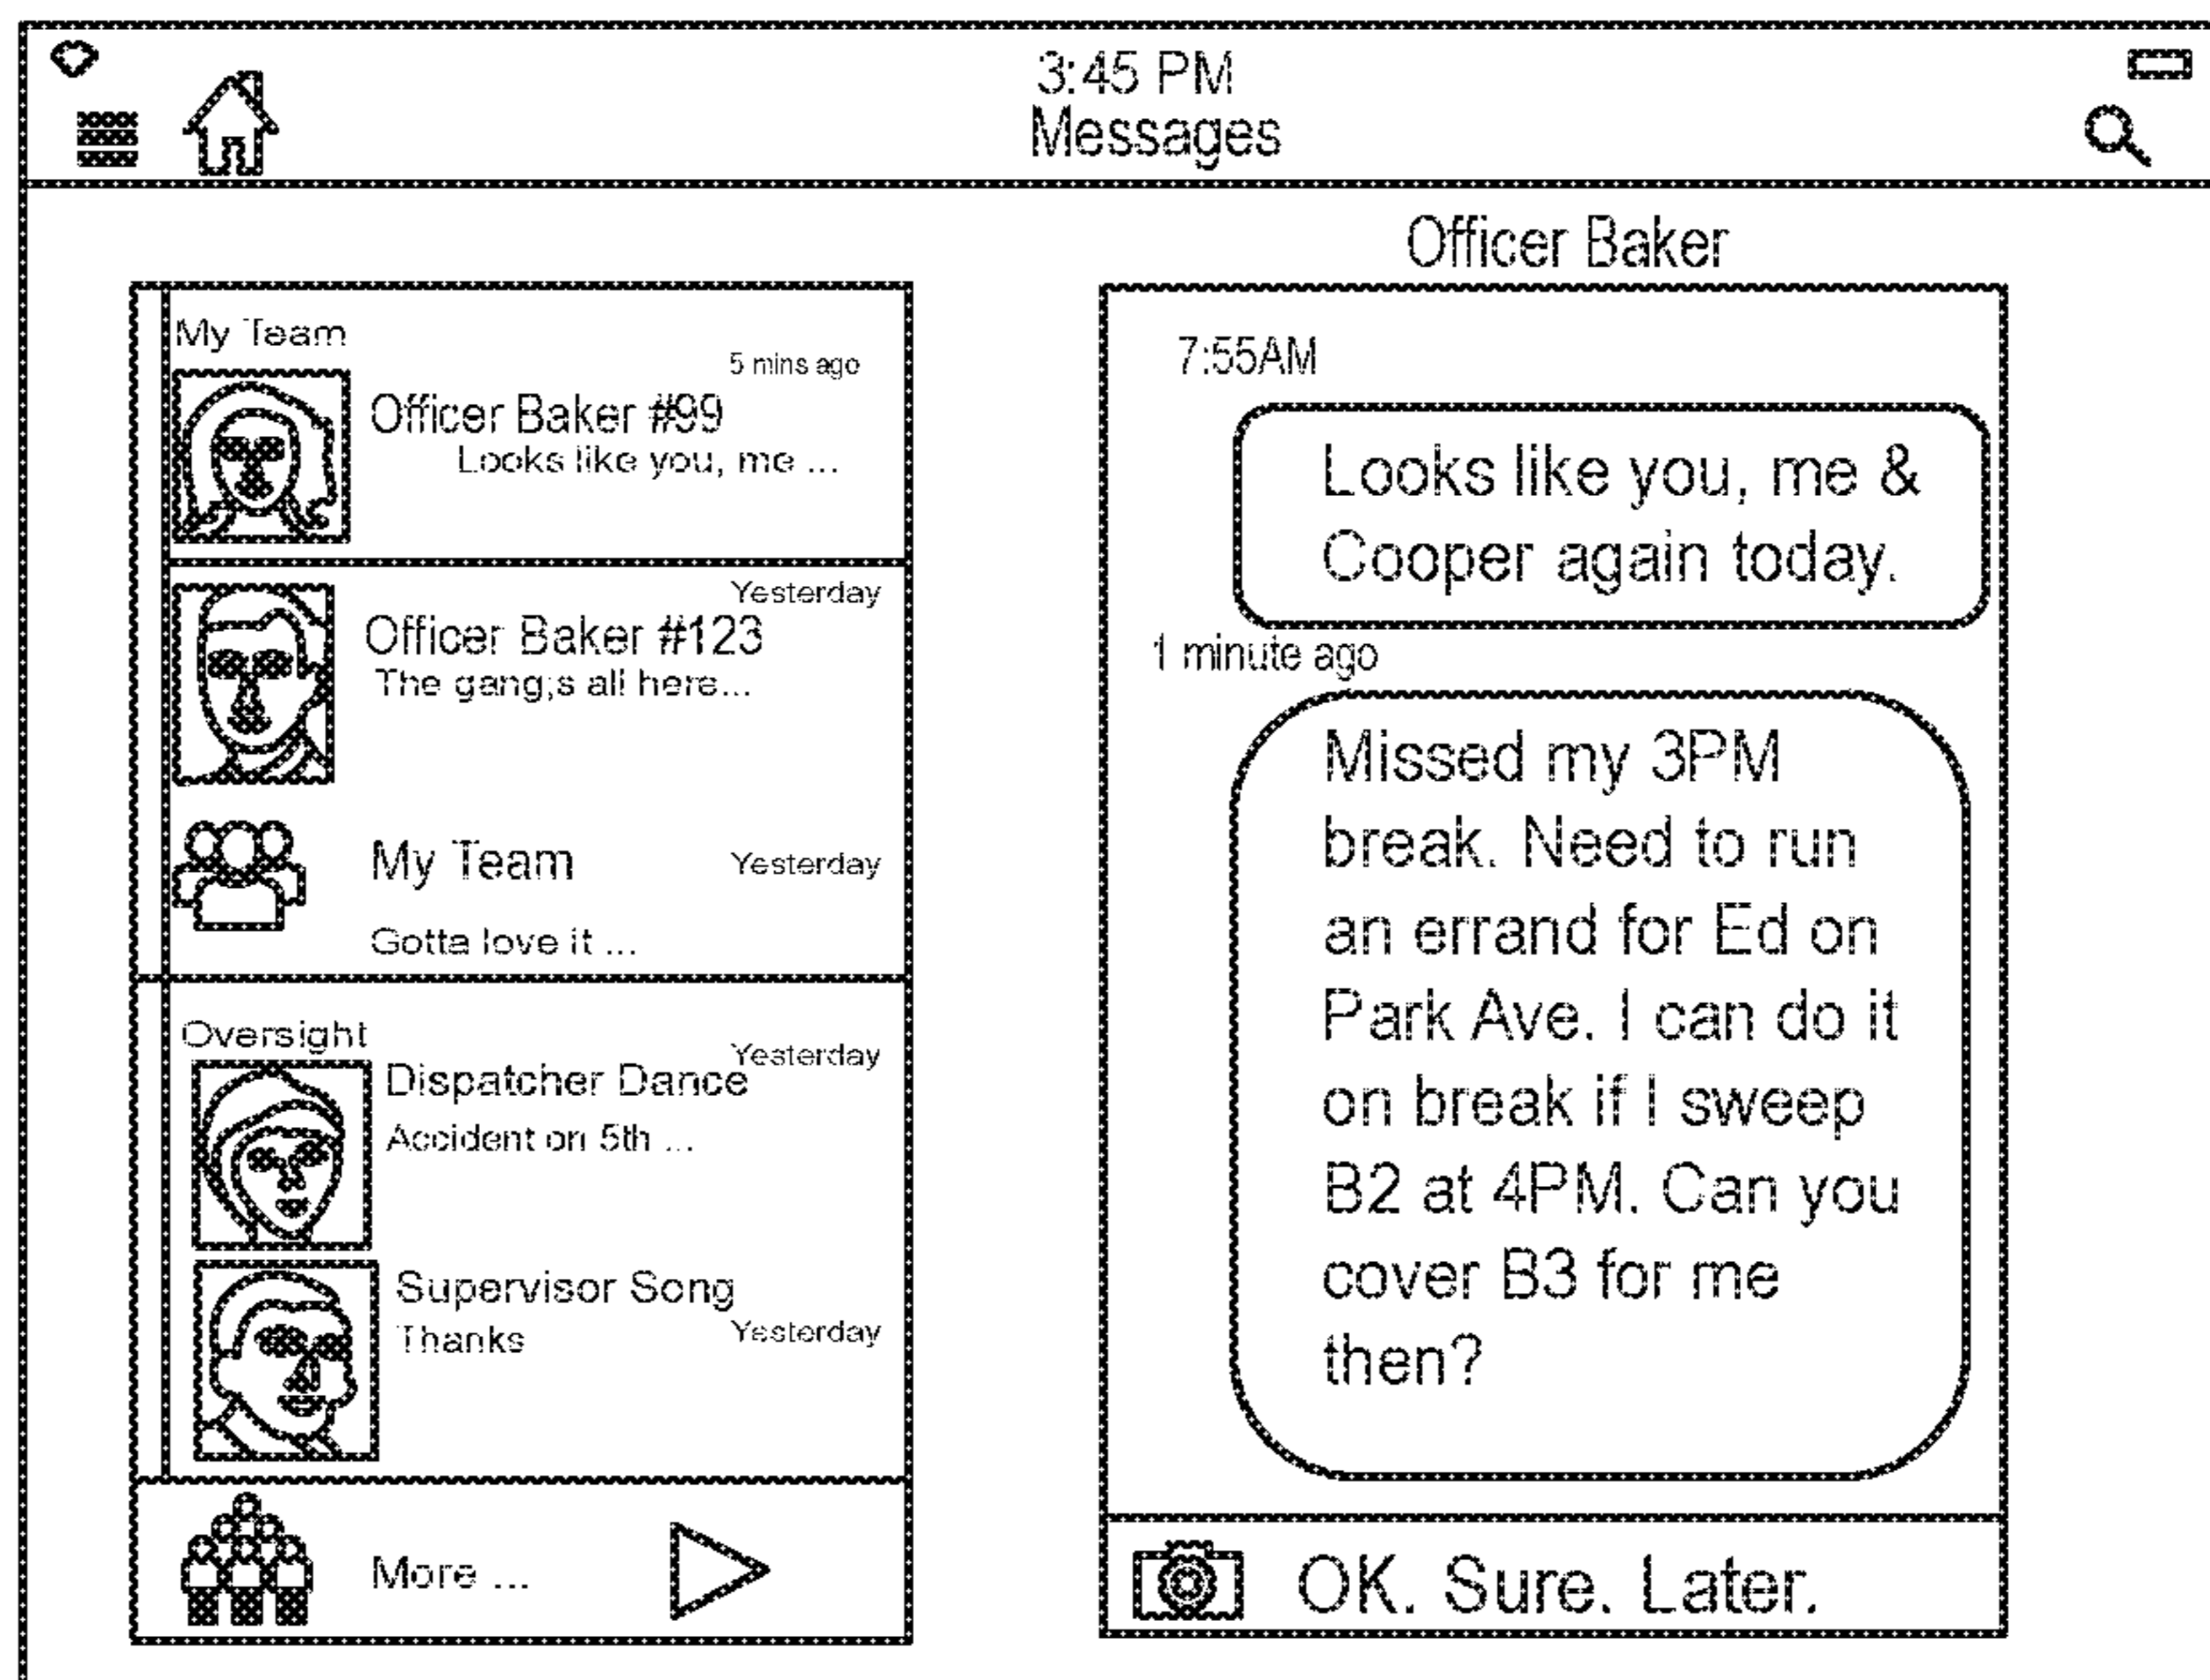 3:45 PM
Messages
My Team
5 mins ago
Officer Baker #99
Looks like you, me ...
Yesterday
Officer Baker #123
The gang;s all here...
My Team
Yesterday
Gotta love it ...
Oversight
Yesterday
Dispatcher Dance
Accident on 5th ...
Supervisor Song
Thanks
Yesterday
More ...
Officer Baker
7:55AM
Looks like you, me &
Cooper again today.
1 minute ago
Missed my 3PM
break. Need to run
an errand for Ed on
Park Ave. I can do it
on break if I sweep
B2 at 4PM. Can you
cover B3 for me
then?
OK. Sure. Later.